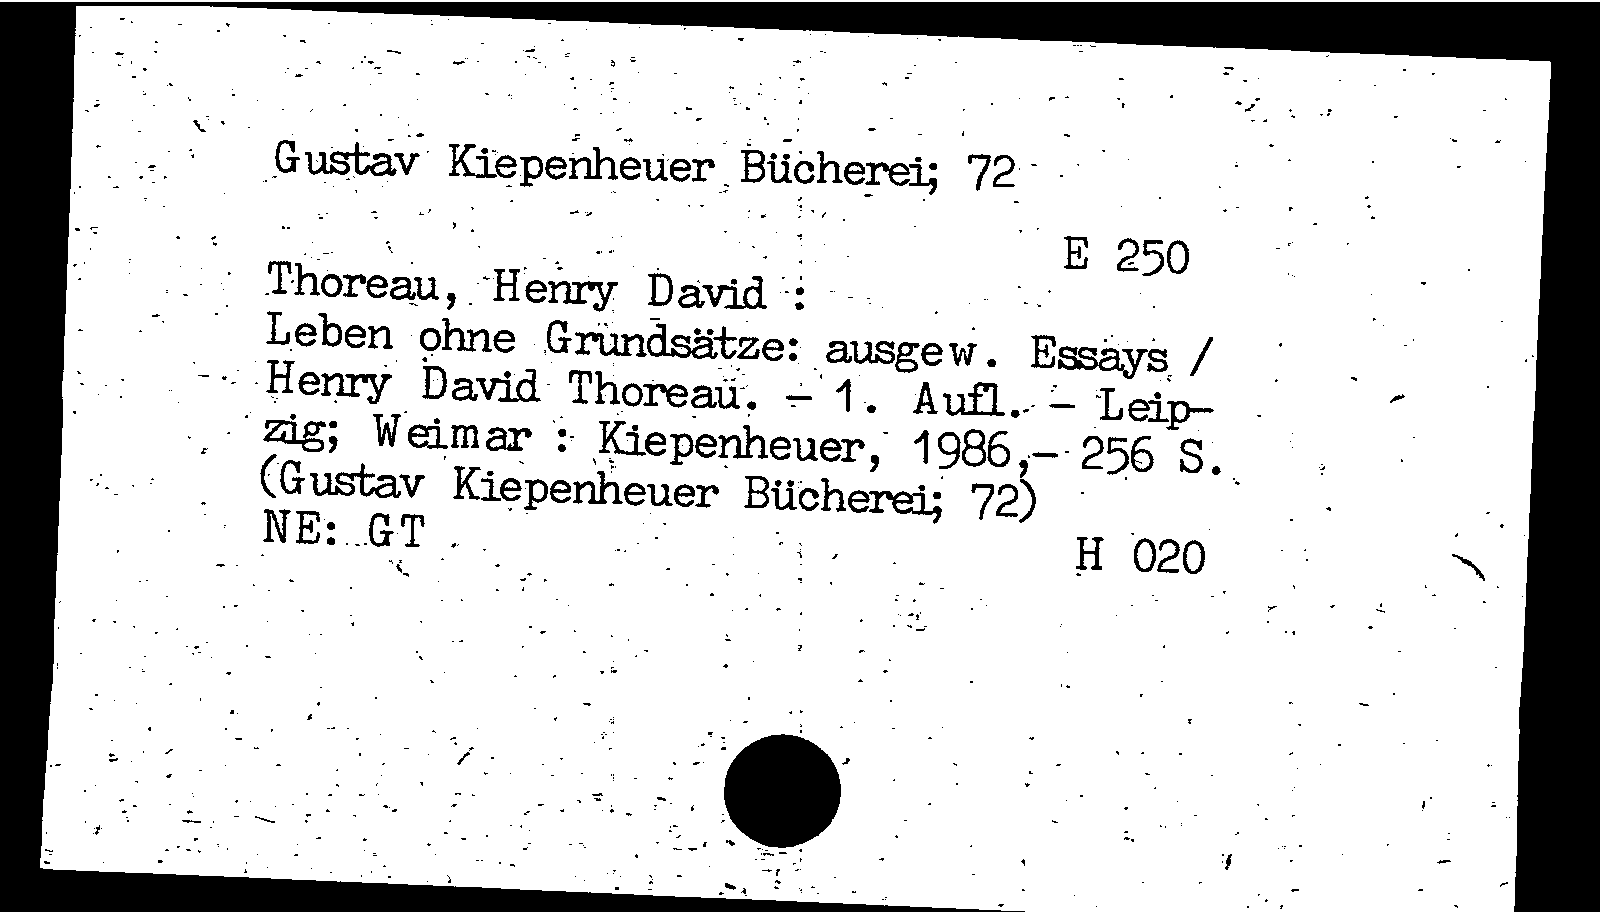 Gustav Kiepenheuer Bücherei; 72
E 250
Thoreau, Henry David :
Leben ohne Grundsätze: ausgew. Essays /
Henry David Thoreau. - 1. Aufl. - Leip-
zig; Weimar : Kiepenheuer, 1986,- 256 S.
(Gustav Kiepenheuer Bücherei; 72)
NE: GT
H 020